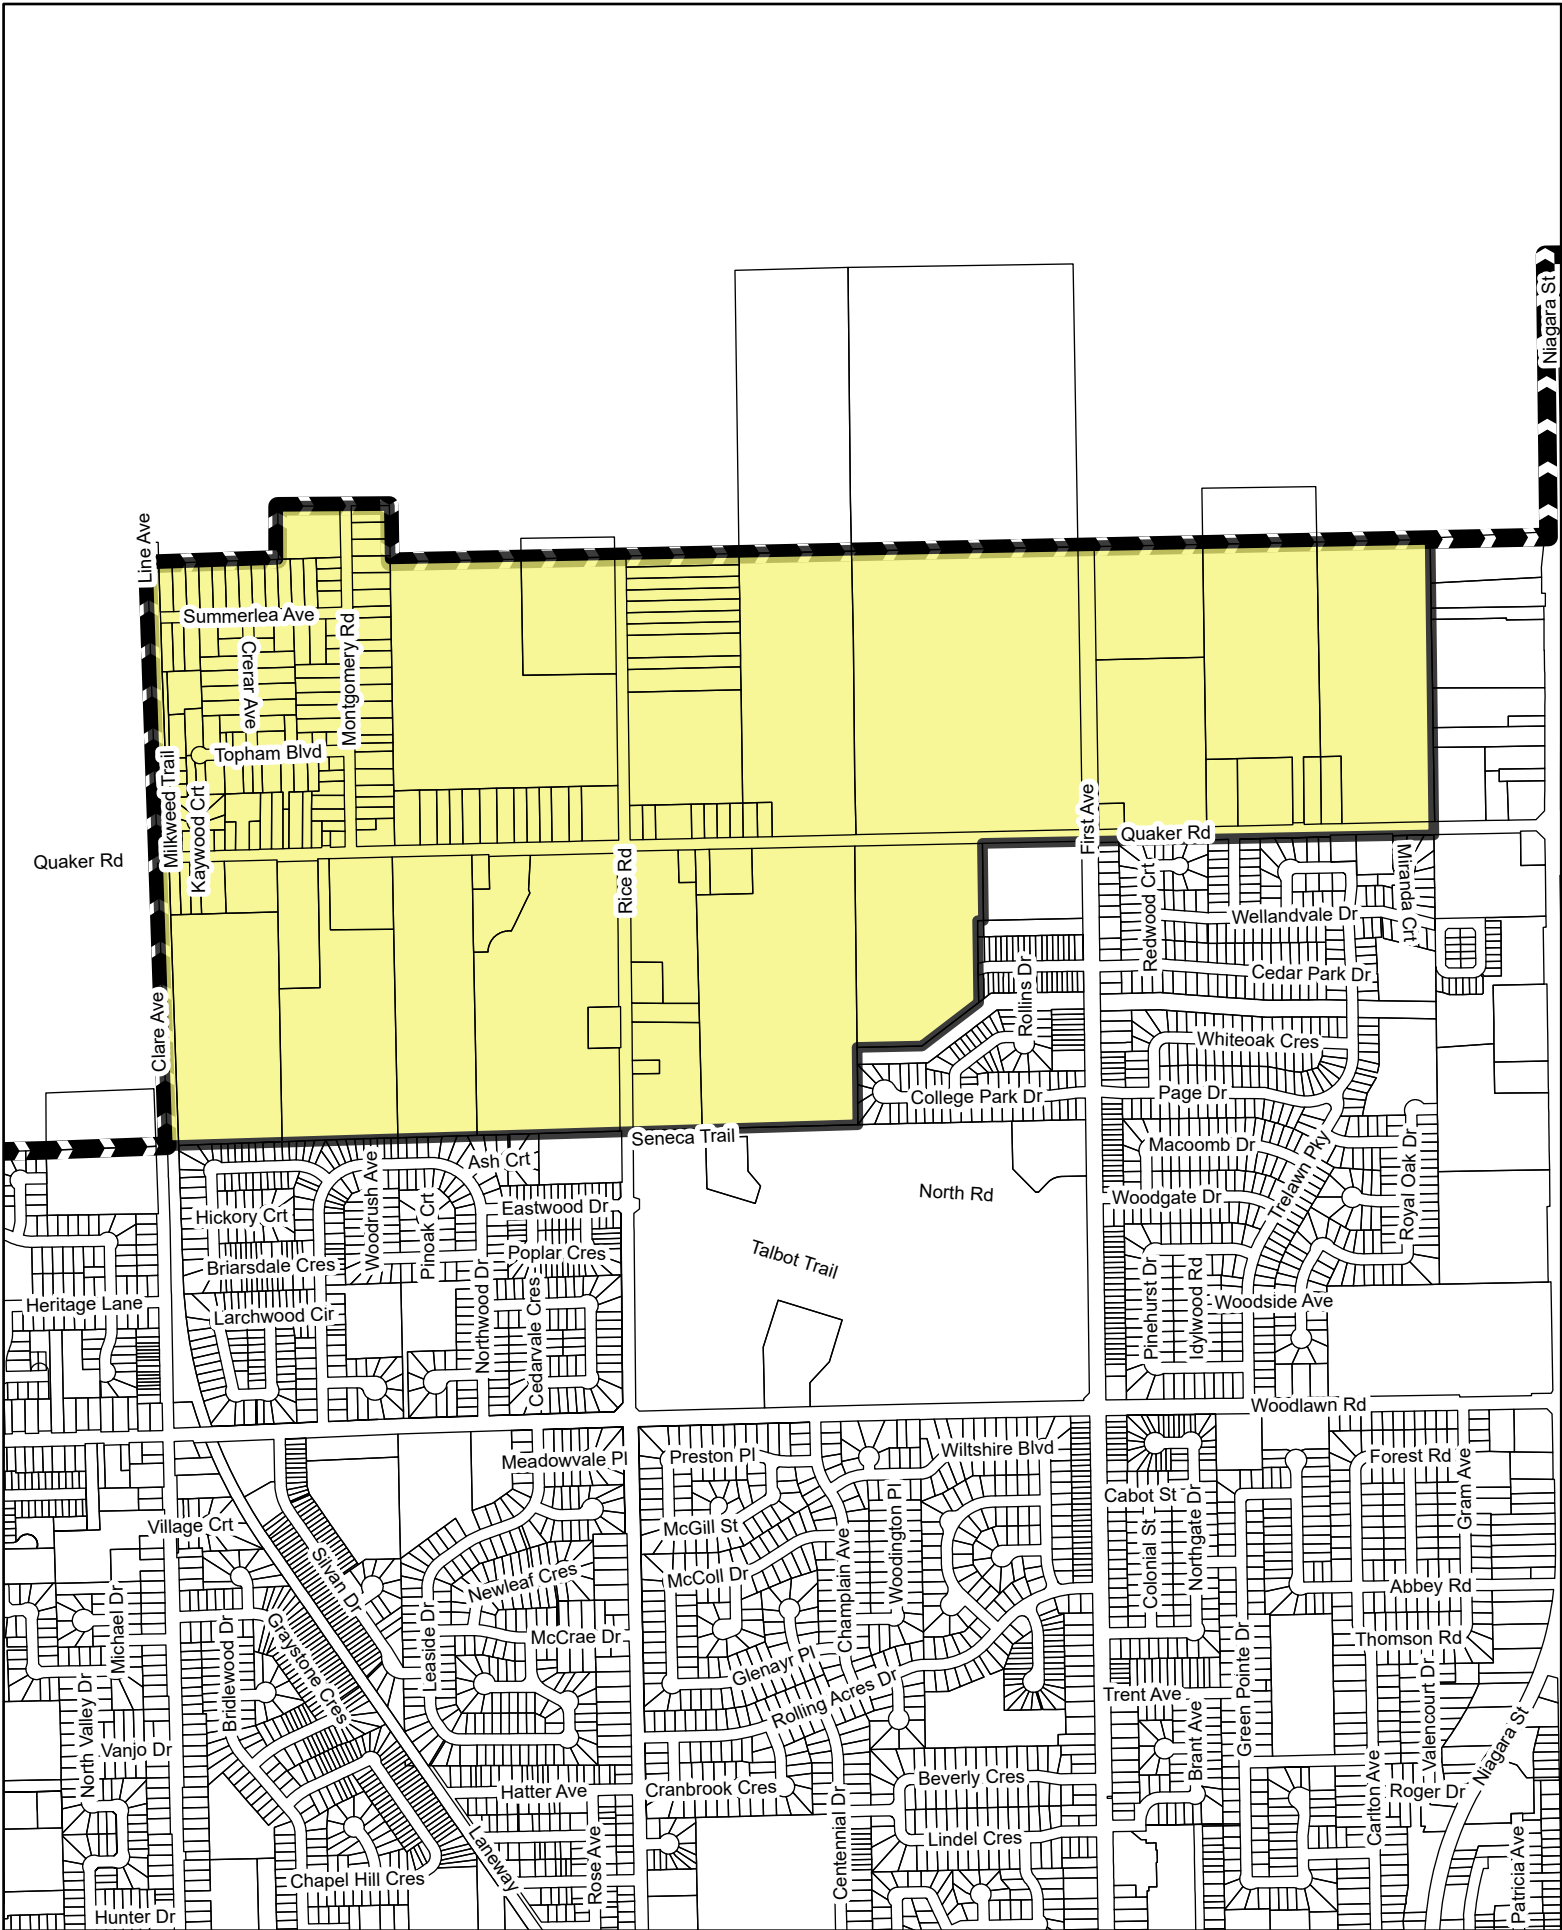 Niagara St
Line Ave
Summerlea Ave
Crerar Ave
Montgomery Rd
Topham Blvd
Milkweed Trail
Kaywood Crt
Quaker Rd
First Ave
Quaker Rd
Rice Rd
Redwood Crt
Miranda Crt
Wellandvale Dr
Cedar Park Dr
Rollins Dr
Clare Ave
Whiteoak Cres
College Park Dr
Page Dr
Seneca Trail
Macoomb Dr
Trelawn Pky
Royal Oak Dr
Ash Crt
Woodrush Ave
Pinoak Crt
North Rd
Woodgate Dr
Eastwood Dr
Hickory Crt
Poplar Cres
Talbot Trail
Briarsdale Cres
Northwood Dr
Cedarvale Cres
Pinehurst Dr
Idylwood Rd
Woodside Ave
Heritage Lane
Larchwood Cir
Woodlawn Rd
Meadowvale Pl
Preston Pl
Wiltshire Blvd
Forest Rd
Gram Ave
Cabot St
Village Crt
McGill St
Woodington Pl
Colonial St
Northgate Dr
Silvan Dr
Newleaf Cres
McColl Dr
Champlain Ave
Abbey Rd
Michael Dr
Bridlewood Dr
Graystone Cres
Leaside Dr
McCrae Dr
Thomson Rd
Glenayr Pl
Rolling Acres Dr
Green Pointe Dr
Trent Ave
Valencourt Dr
North Valley Dr
Vanjo Dr
Brant Ave
Niagara St
Hatter Ave
Cranbrook Cres
Beverly Cres
Roger Dr
Carlton Ave
Lindel Cres
Centennial Dr
Laneway
Rose Ave
Chapel Hill Cres
Patricia Ave
Hunter Dr